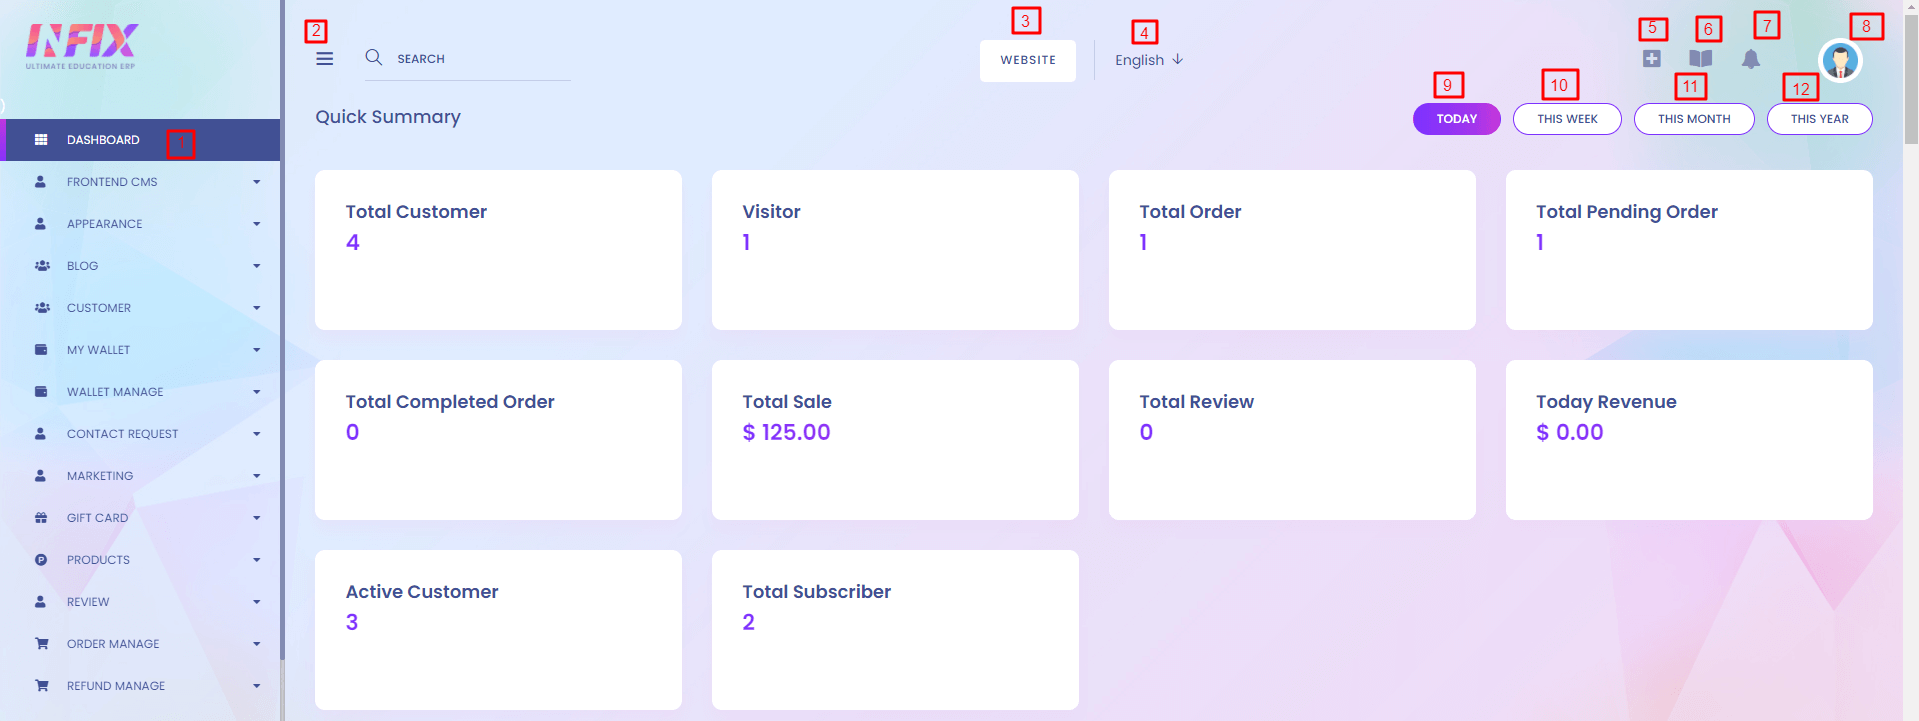 INFIX
ULTIMATE EDUCATION ERP
2
SEARCH
3
WEBSITE
4
English
5
6
7
8
)
DASHBOARD 1
FRONTEND CMS
APPEARANCE
BLOG
CUSTOMER
MY WALLET
WALLET MANAGE
CONTACT REQUEST
MARKETING
GIFT CARD
PRODUCTS
REVIEW
ORDER MANAGE
REFUND MANAGE
Quick Summary
9
TODAY
10
THIS WEEK
11
THIS MONTH
12
THIS YEAR
Total Customer
4
Visitor
1
Total Order
1
Total Pending Order
1
Total Completed Order
0
Total Sale
$ 125.00
Total Review
0
Today Revenue
$ 0.00
Active Customer
3
Total Subscriber
2